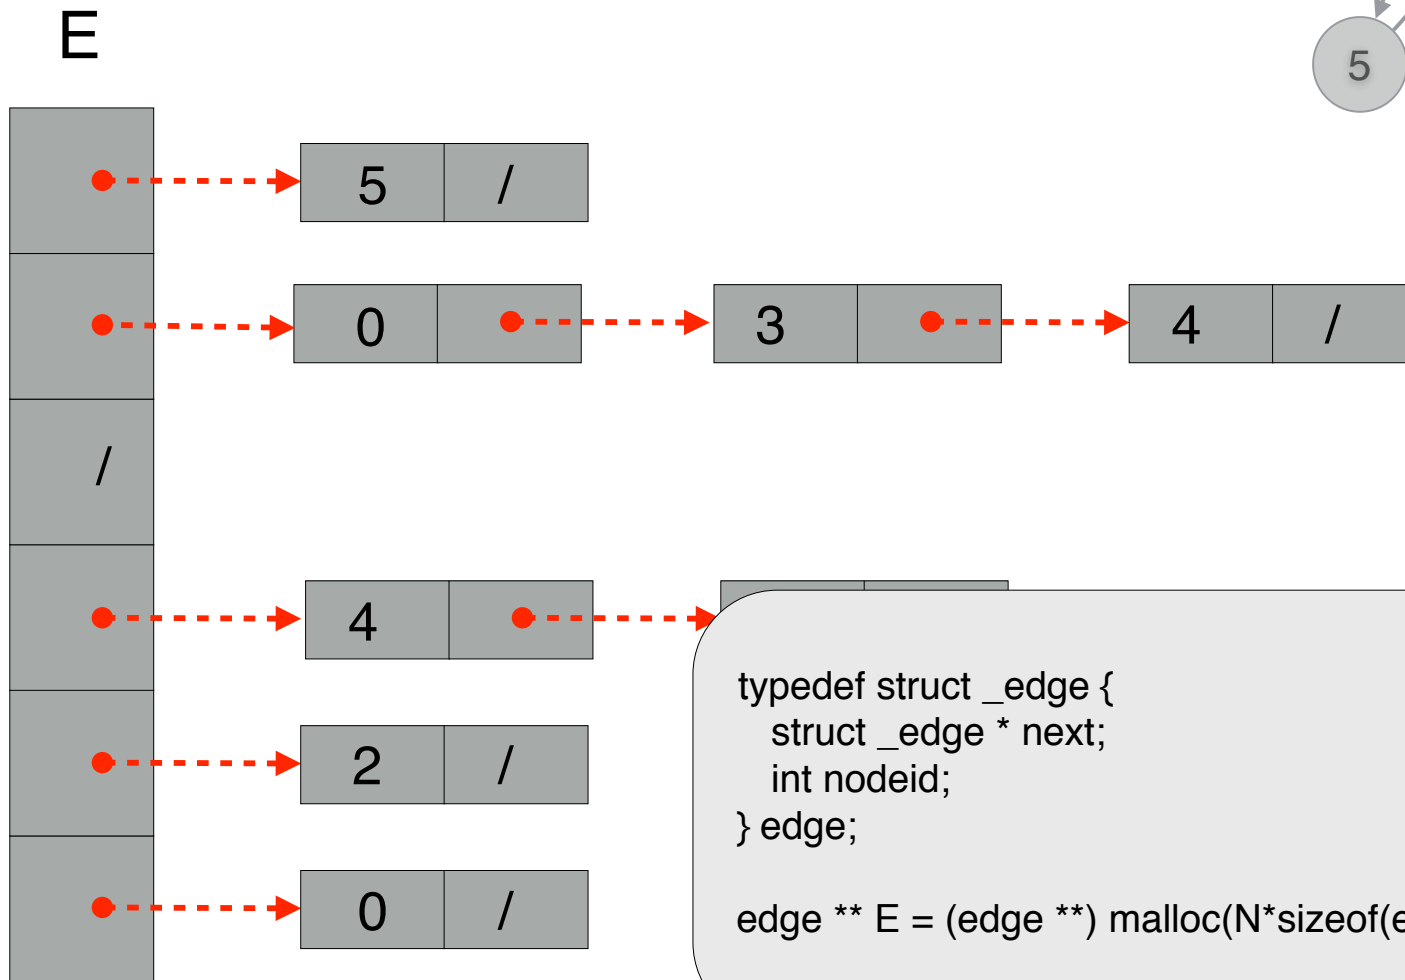 E
5
5 /
0 3 4 /
/
4
2 /
0 /
typedef struct _edge {
struct _edge * next;
int nodeid;
} edge;
edge ** E = (edge **) malloc(N*sizeof(